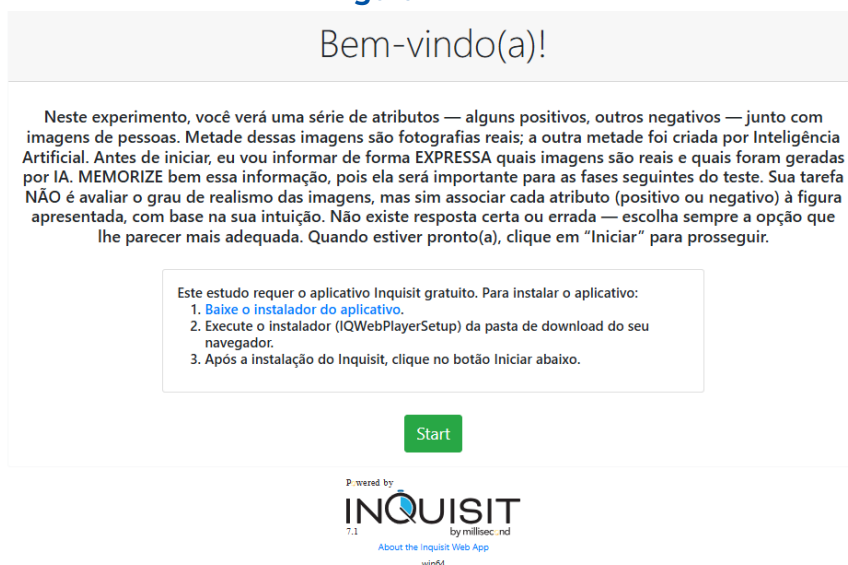 Bem-vindo(a)!
Neste experimento, você verá uma série de atributos — alguns positivos, outros negativos — junto com
imagens de pessoas. Metade dessas imagens são fotografias reais; a outra metade foi criada por Inteligência
Artificial. Antes de iniciar, eu vou informar de forma EXPRESSA quais imagens são reais e quais foram geradas
por IA. MEMORIZE bem essa informação, pois ela será importante para as fases seguintes do teste. Sua tarefa
NÃO é avaliar o grau de realismo das imagens, mas sim associar cada atributo (positivo ou negativo) à figura
apresentada, com base na sua intuição. Não existe resposta certa ou errada — escolha sempre a opção que
lhe parecer mais adequada. Quando estiver pronto(a), clique em “Iniciar” para prosseguir.
Este estudo requer o aplicativo Inquisit gratuito. Para instalar o aplicativo:
1. Baixe o instalador do aplicativo.
2. Execute o instalador (IQWebPlayerSetup) da pasta de download do seu
navegador.
3. Após a instalação do Inquisit, clique no botão Iniciar abaixo.
Start
P.wered by
INQUISIT
7.1 by millisec.nd
About the Inquisit Web App
win64